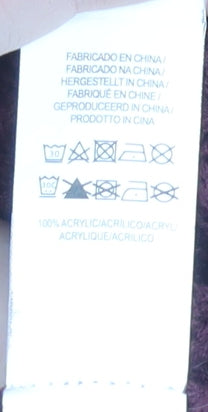 FABRICADO EN CHINA/
FABRICADO NA CHINA/
HERGESTELLT IN CHINA/
FABRIQUÉ EN CHINE/
GEPRODUCEERD IN CHINA/
PRODOTTO IN CINA
30
100% ACRYLIC/ACRÍLICO/ACRYL/
ACRYLIQUE/ACRILICO